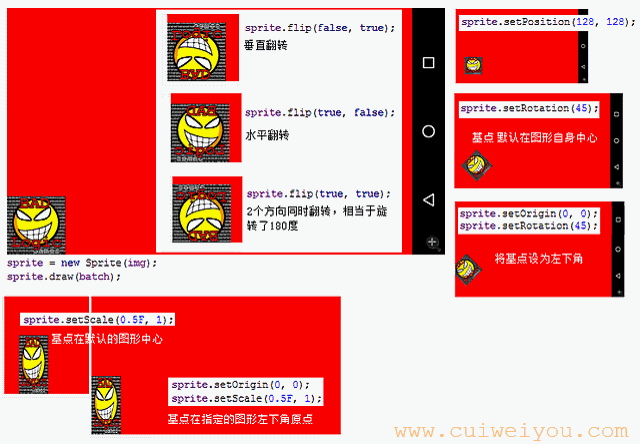 sprite.flip(false, true);
垂直翻转
sprite.flip(true, false);
水平翻转
sprite.flip(true, true);
2个方向同时翻转，相当于旋
转了180度
BAD
LOGIC
sprite = new Sprite(img);
sprite.draw(batch);
sprite.setPosition(128, 128);
sprite.setRotation(45);
基点 默认在图形自身中心
sprite.setOrigin(0, 0);
sprite.setRotation(45);
将基点设为左下角
sprite.setScale(0.5F, 1);
基点在默认的图形中心
sprite.setOrigin(0, 0);
sprite.setScale(0.5F, 1);
基点在指定的图形左下角原点
www.cuiweiyou.com